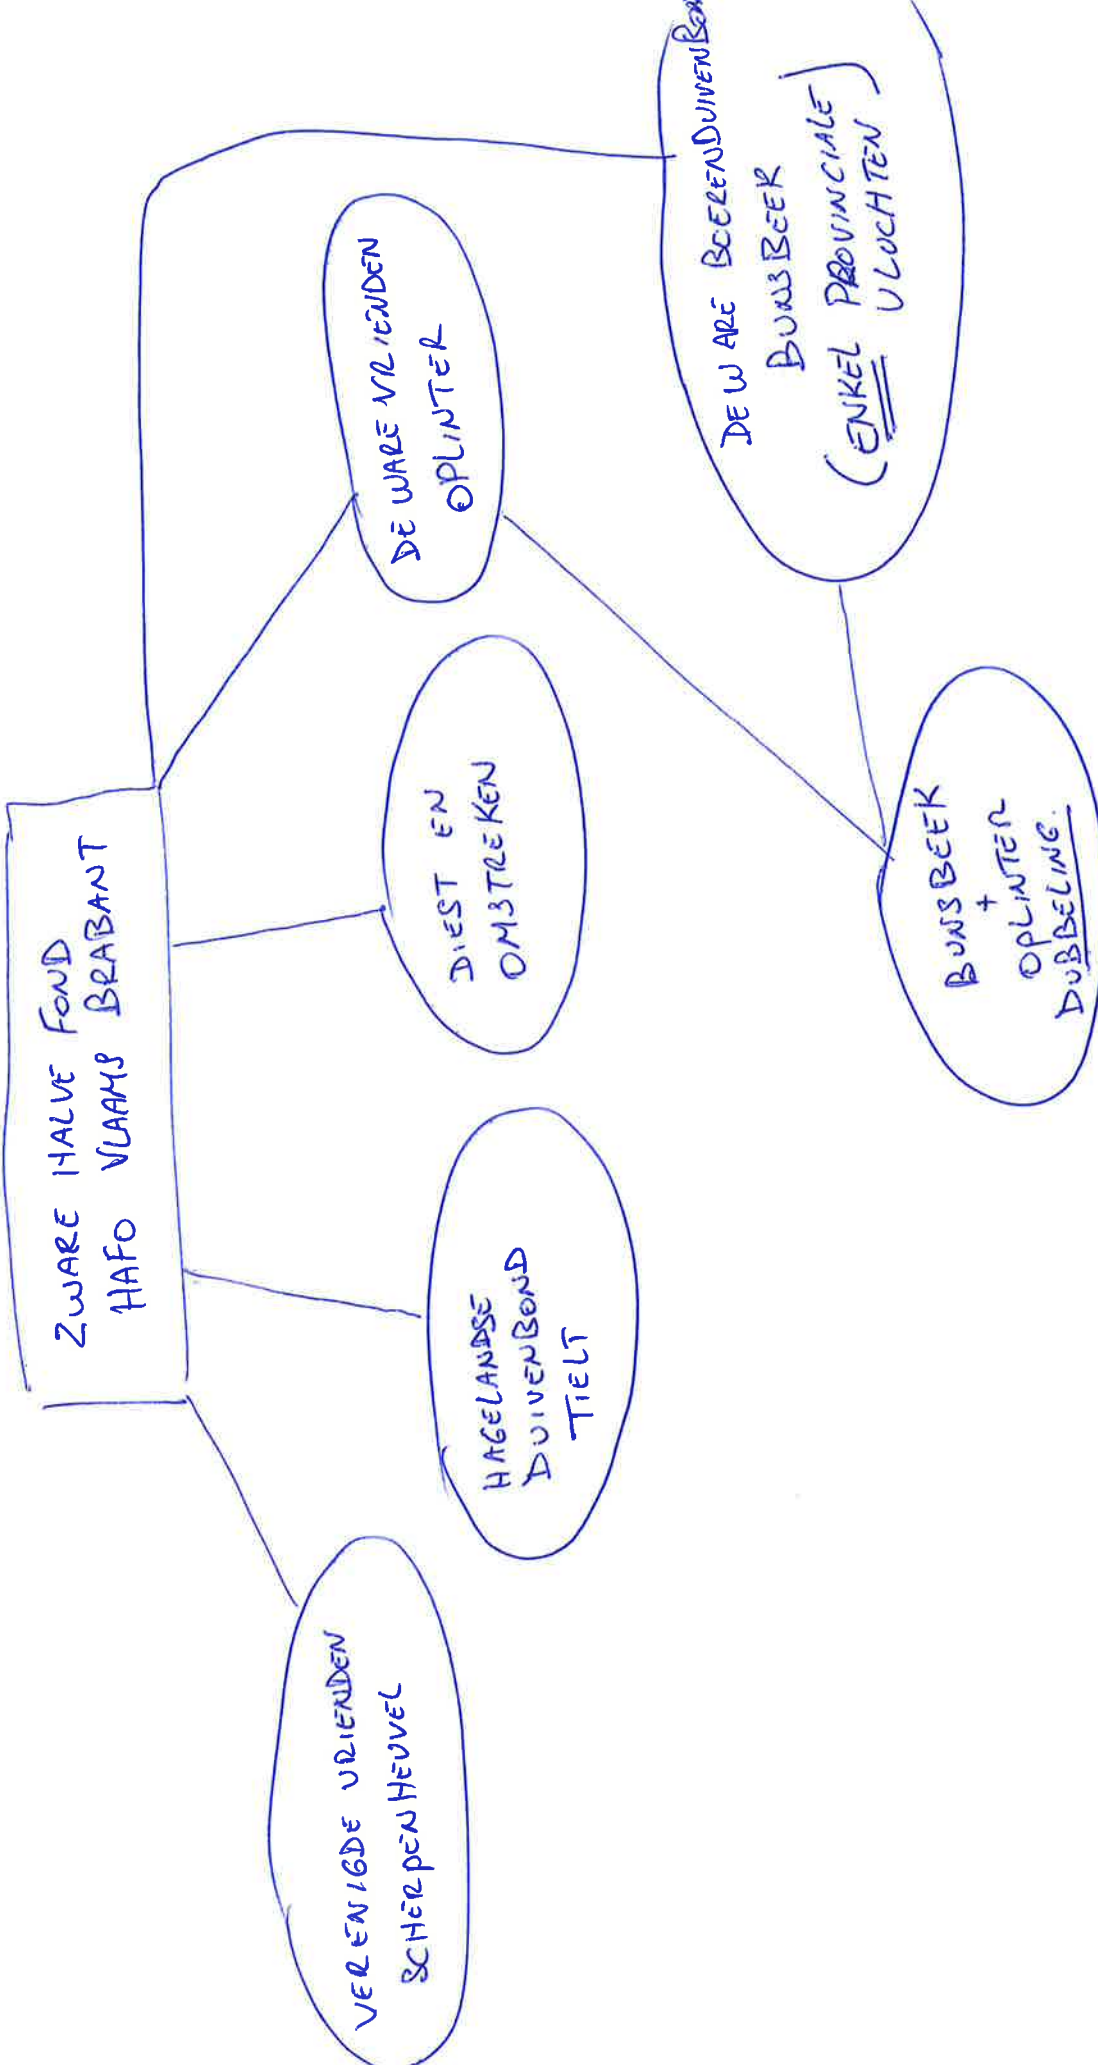 ZWARE HALVE FOND
HAFO VLAAMS BRABANT
VERENIGDE VRIENDEN
SCHERPENHEUVEL
HAGELANDSE
DUIVENBOND
TIELT
DIEST EN
OMSTREKEN
DE WARE VRIENDEN
OPLINTER
DE WARE BOERENDUIVENBON
BUNSBEEK
(ENKEL PROVINCIALE
VLUCHTEN)
BUNSBEEK
+
OPLINTER
DUBBELING.